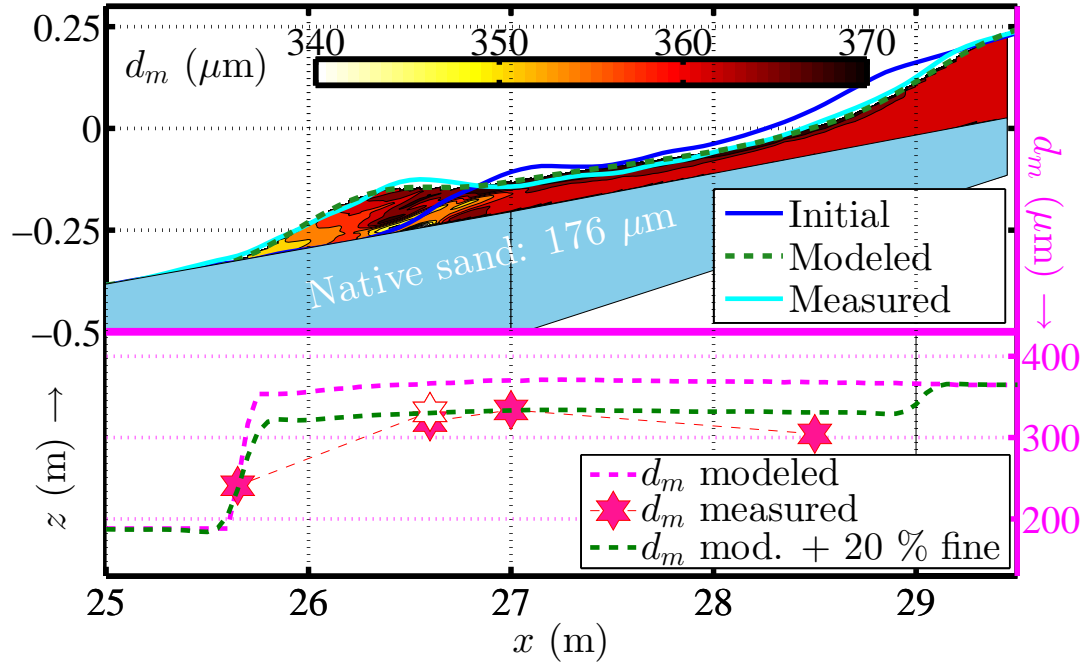 0.25
340
350
360
370
d_m (μm)
0
d_m (μm) →
−0.25
Native sand: 176 μm
Initial
Modeled
Measured
−0.5
400
z (m) →
300
d_m modeled
d_m measured
200
d_m mod. + 20 % fine
25
26
27
28
29
x (m)